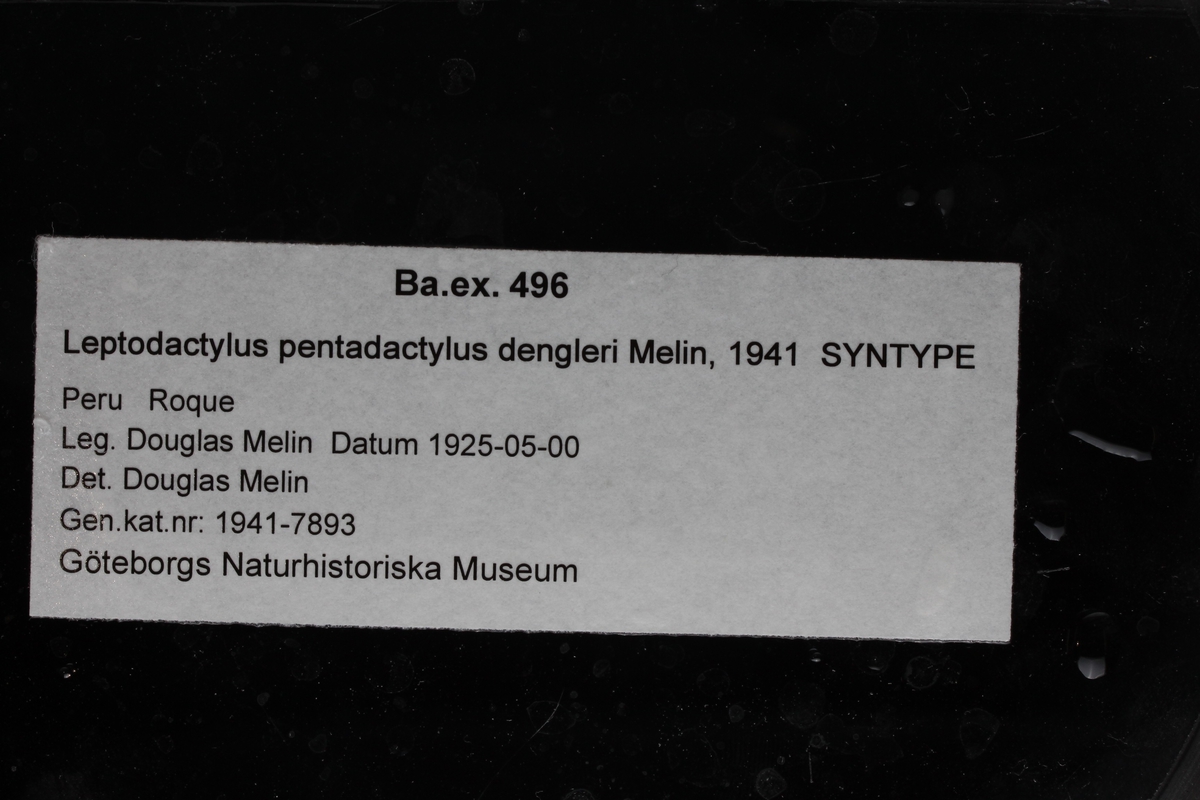 Ba.ex. 496
Leptodactylus pentadactylus dengleri Melin, 1941 SYNTYPE
Peru Roque
Leg. Douglas Melin Datum 1925-05-00
Det. Douglas Melin
Gen.kat.nr: 1941-7893
Göteborgs Naturhistoriska Museum